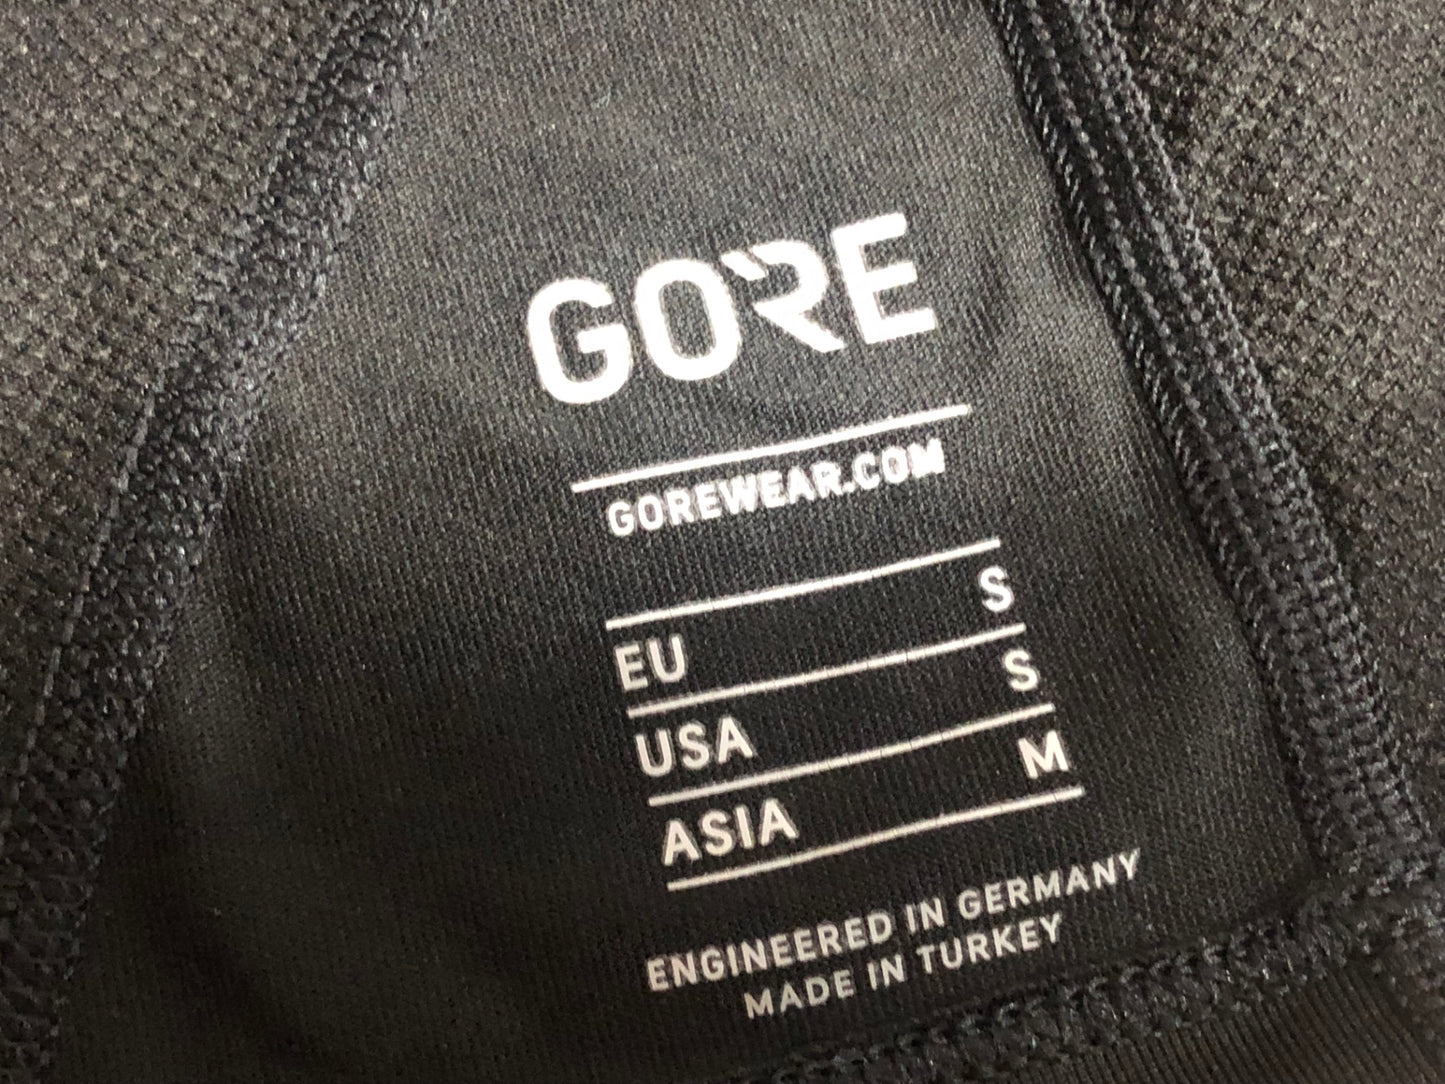 GORE
GOREWEAR.COM
EU S
USA S
ASIA M
ENGINEERED IN GERMANY
MADE IN TURKEY